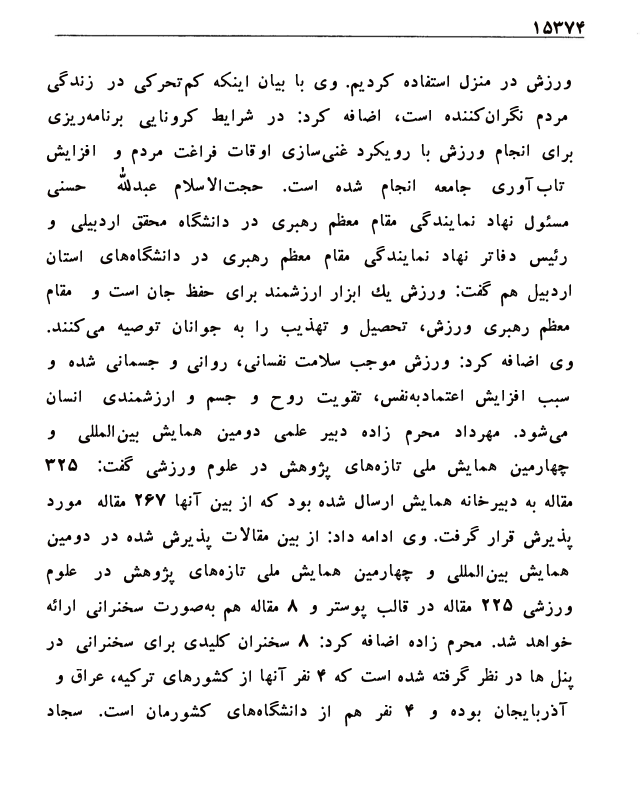 ۱۵۳۷۴
ورزش در منزل استفاده کردیم. وی با بیان اینکه کم‌تحرکی در زندگی
مردم نگران‌کننده است، اضافه کرد: در شرایط کرونایی برنامه‌ریزی
برای انجام ورزش با رویکرد غنی‌سازی اوقات فراغت مردم و افزایش
تاب‌آوری جامعه انجام شده است. حجت‌الاسلام عبدالله حسنی
مسئول نهاد نمایندگی مقام معظم رهبری در دانشگاه محقق اردبیلی و
رئیس دفاتر نهاد نمایندگی مقام معظم رهبری در دانشگاه‌های استان
اردبیل هم گفت: ورزش یك ابزار ارزشمند برای حفظ جان است و مقام
معظم رهبری ورزش، تحصیل و تهذیب را به جوانان توصیه می‌کنند.
وی اضافه کرد: ورزش موجب سلامت نفسانی، روانی و جسمانی شده و
سبب افزایش اعتمادبه‌نفس، تقویت روح و جسم و ارزشمندی انسان
می‌شود. مهرداد محرم زاده دبیر علمی دومین همایش بین‌المللی و
چهارمین همایش ملی تازه‌های پژوهش در علوم ورزشی گفت: ۳۲۵
مقاله به دبیرخانه همایش ارسال شده بود که از بین آنها ۲۶۷ مقاله مورد
پذیرش قرار گرفت. وی ادامه داد: از بین مقالات پذیرش شده در دومین
همایش بین‌المللی و چهارمین همایش ملی تازه‌های پژوهش در علوم
ورزشی ۲۲۵ مقاله در قالب پوستر و ۸ مقاله هم به‌صورت سخنرانی ارائه
خواهد شد. محرم زاده اضافه کرد: ۸ سخنران کلیدی برای سخنرانی در
پنل ها در نظر گرفته شده است که ۴ نفر آنها از کشورهای ترکیه، عراق و
آذربایجان بوده و ۴ نفر هم از دانشگاه‌های کشورمان است. سجاد